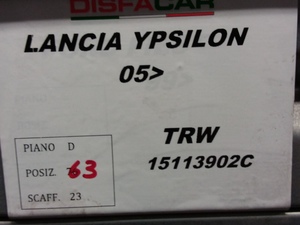 DISFACAR
LANCIA YPSILON
05>
TRW
15113902C
PIANO D
POSIZ. 63
SCAFF. 23